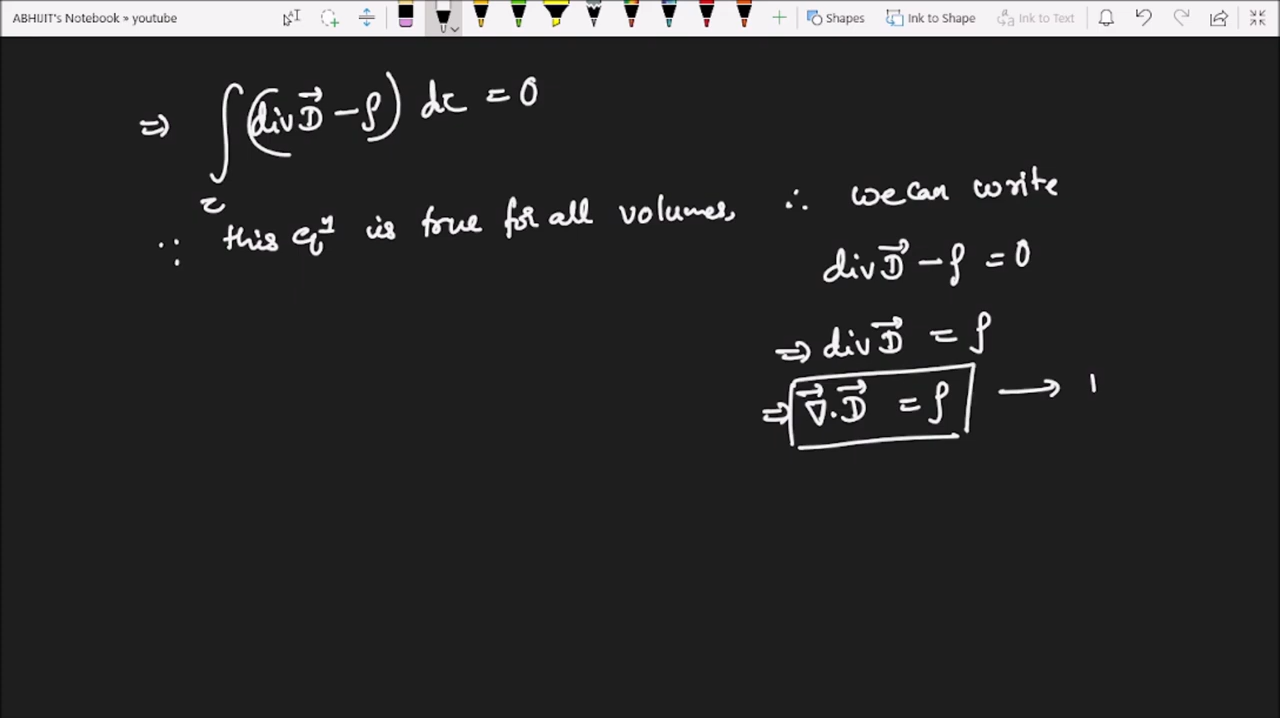 ABHIJIT's Notebook » youtube
Shapes Ink to Shape Ink to Text
⇒ ∫τ (div D⃗ − ρ) dτ = 0
∵ this eqⁿ is true for all volumes, ∴ we can write
div D⃗ − ρ = 0
⇒ div D⃗ = ρ
⇒ ∇⃗ · D⃗ = ρ → 1